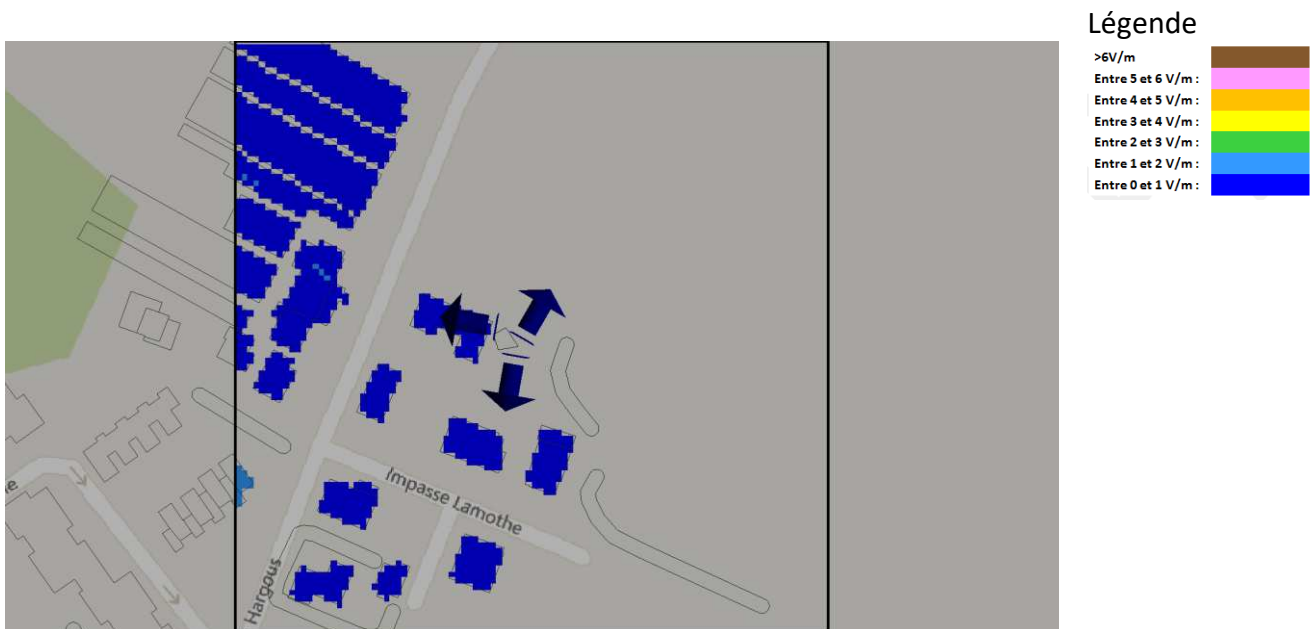 Légende
>6V/m
Entre 5 et 6 V/m :
Entre 4 et 5 V/m :
Entre 3 et 4 V/m :
Entre 2 et 3 V/m :
Entre 1 et 2 V/m :
Entre 0 et 1 V/m :
Impasse Lamothe
Hargous